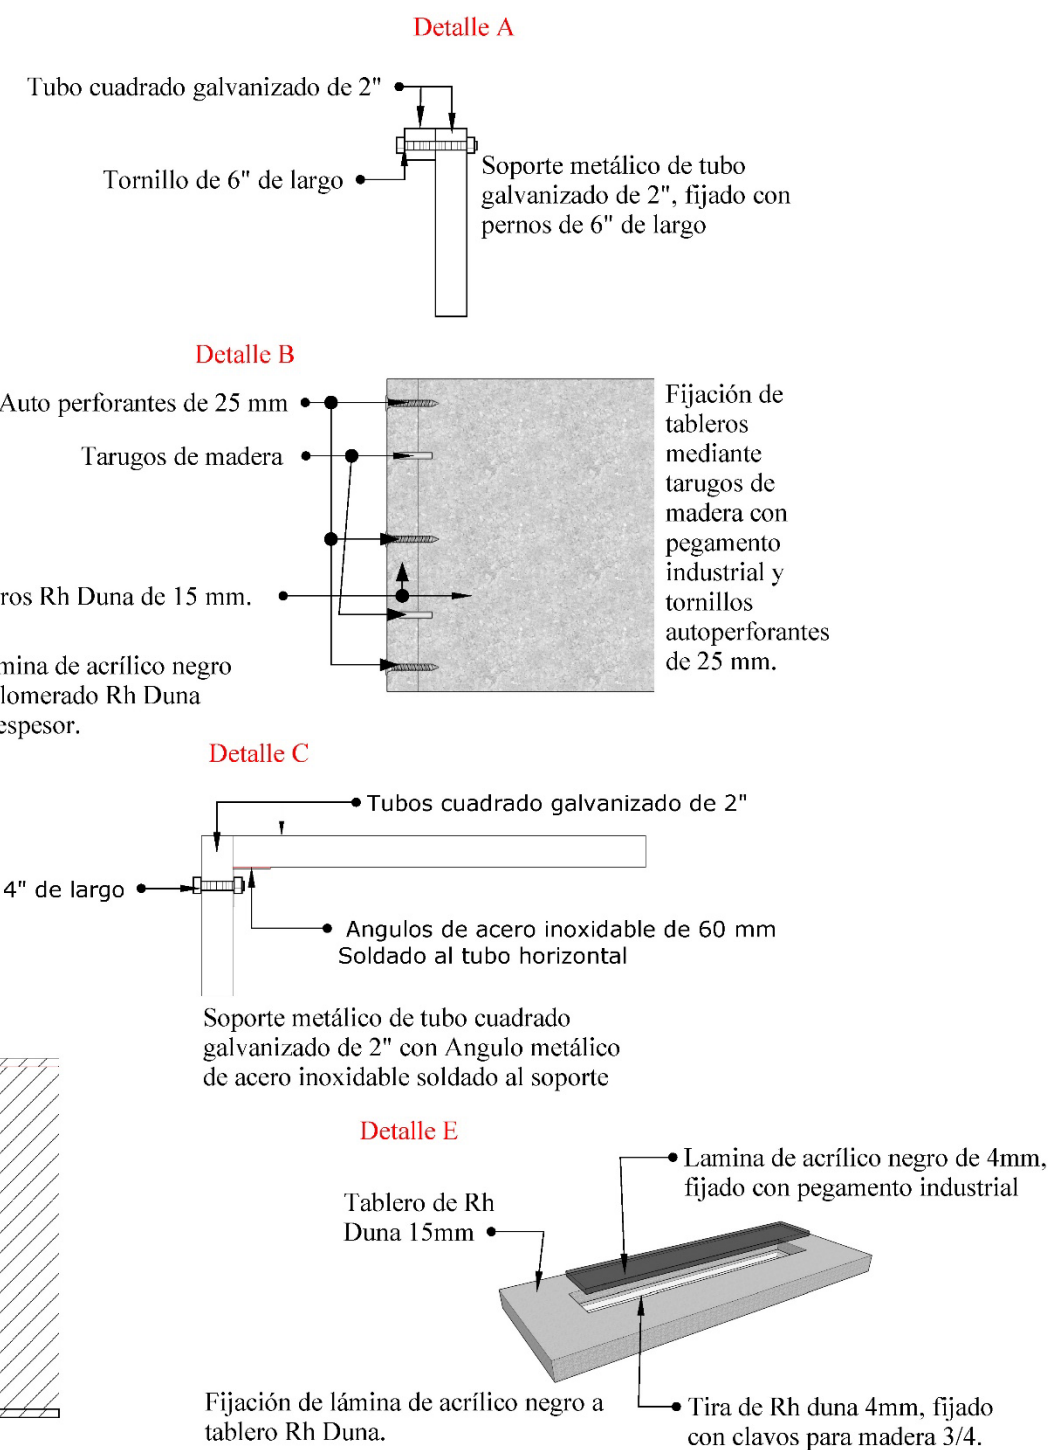 Detalle A
Tubo cuadrado galvanizado de 2"
Tornillo de 6" de largo
Soporte metálico de tubo
galvanizado de 2", fijado con
pernos de 6" de largo
Detalle B
Auto perforantes de 25 mm
Tarugos de madera
ros Rh Duna de 15 mm.
Fijación de
tableros
mediante
tarugos de
madera con
pegamento
industrial y
tornillos
autoperforantes
de 25 mm.
mina de acrílico negro
lomerado Rh Duna
espesor.
Detalle C
Tubos cuadrado galvanizado de 2"
4" de largo
Angulos de acero inoxidable de 60 mm
Soldado al tubo horizontal
Soporte metálico de tubo cuadrado
galvanizado de 2" con Angulo metálico
de acero inoxidable soldado al soporte
Detalle E
Lamina de acrílico negro de 4mm,
fijado con pegamento industrial
Tablero de Rh
Duna 15mm
Fijación de lámina de acrílico negro a
tablero Rh Duna.
Tira de Rh duna 4mm, fijado
con clavos para madera 3/4.